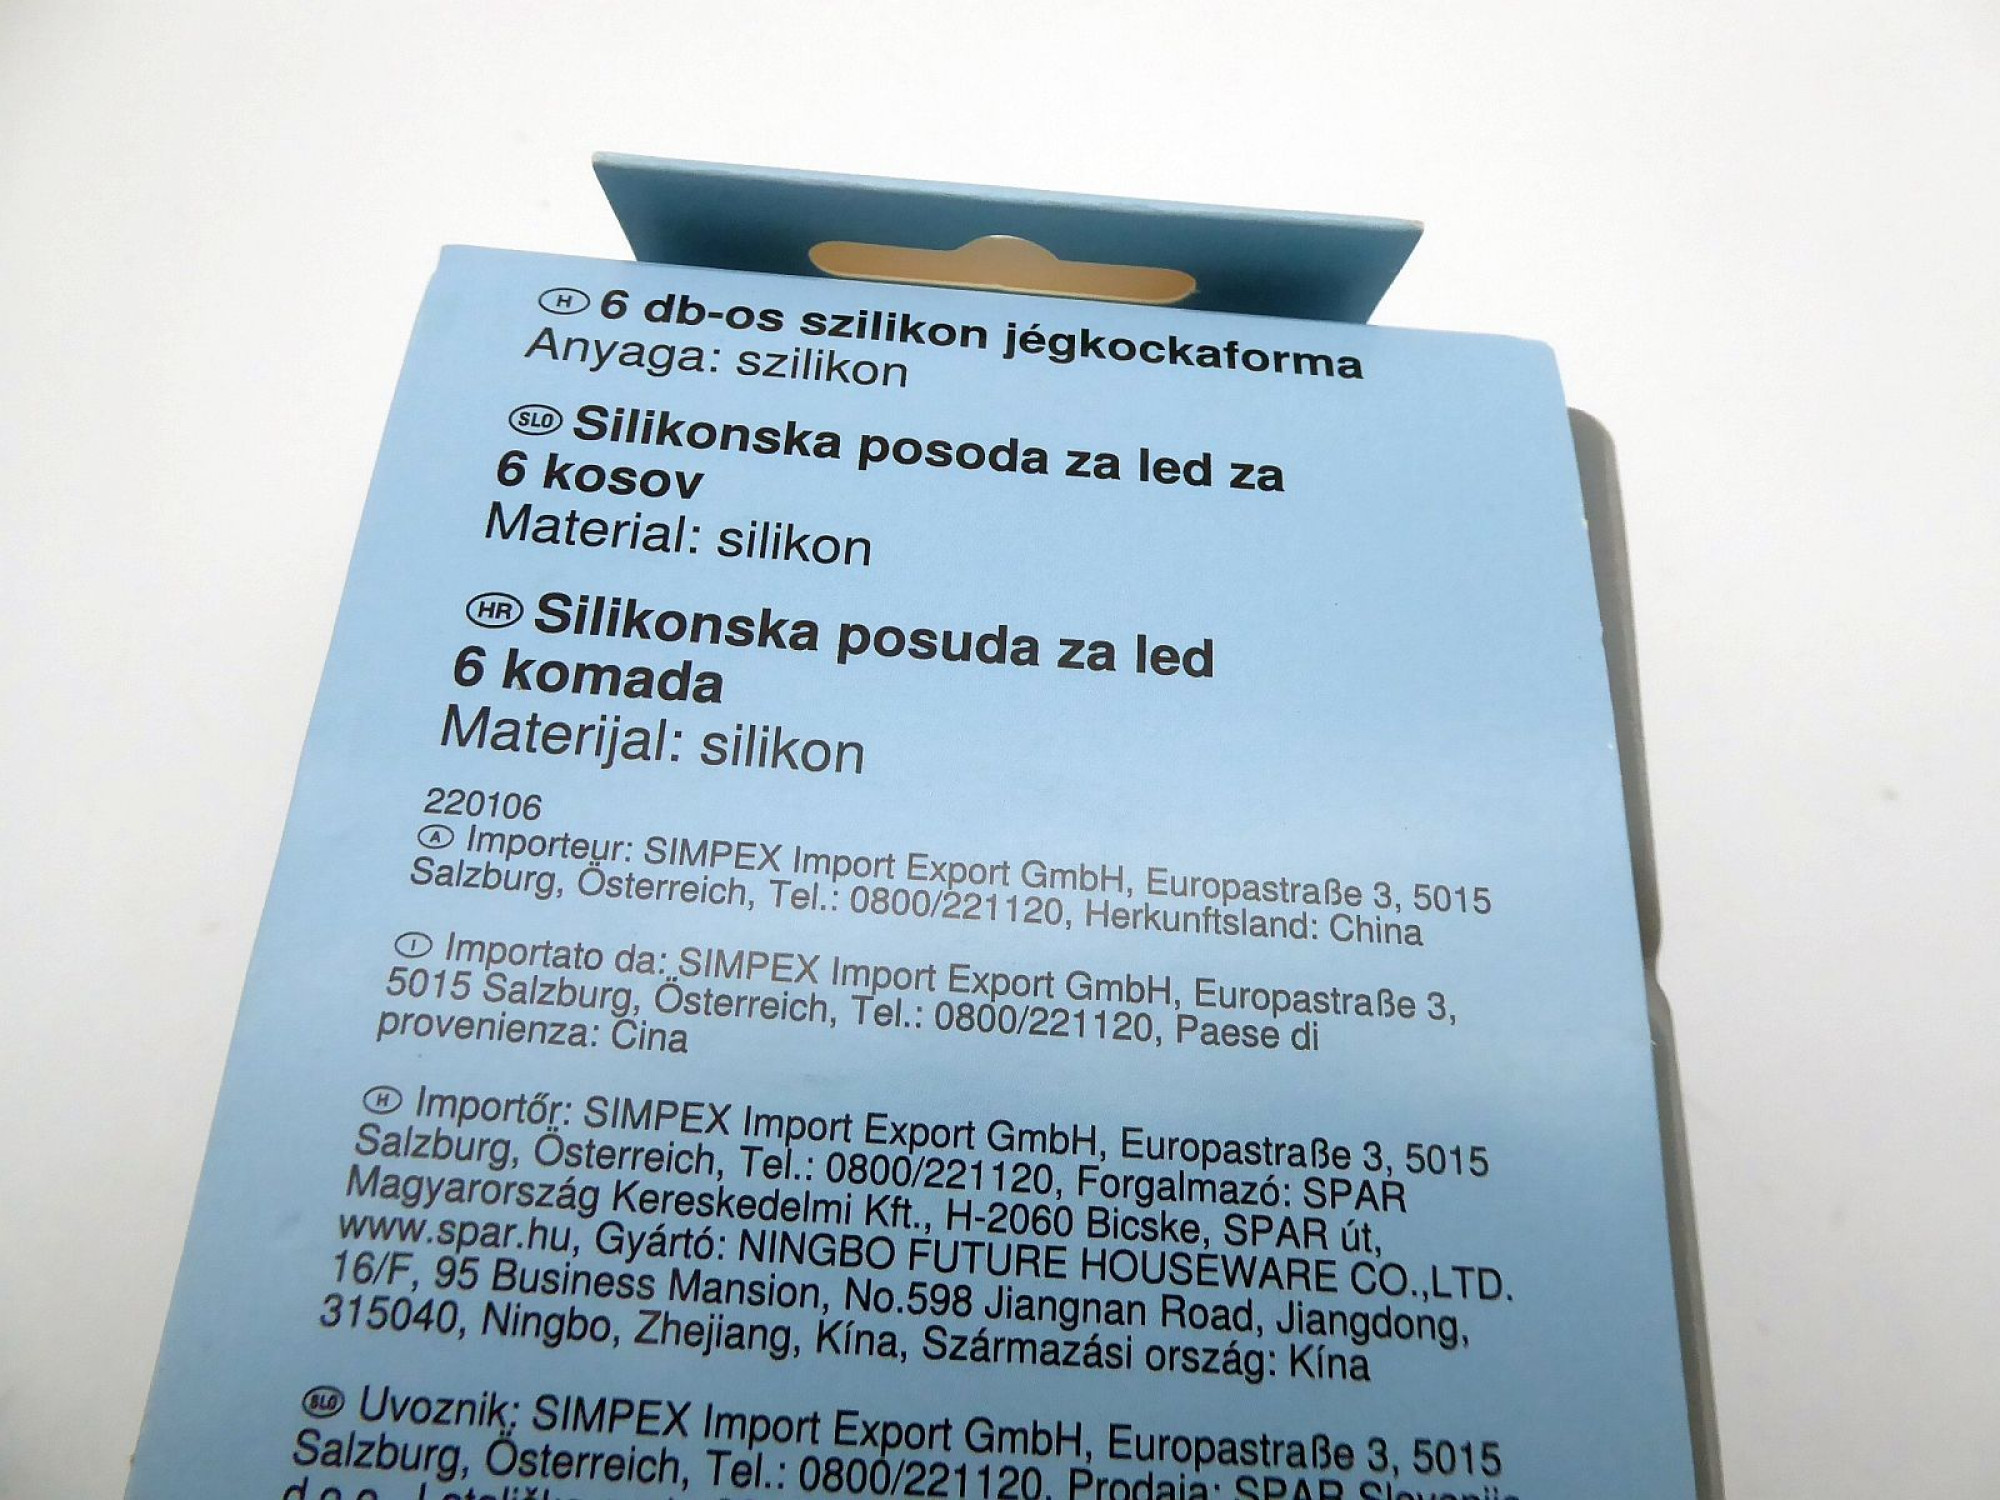 H 6 db-os szilikon jégkockaforma
Anyaga: szilikon
SLO Silikonska posoda za led za
6 kosov
Material: silikon
HR Silikonska posuda za led
6 komada
Materijal: silikon
220106
A Importeur: SIMPEX Import Export GmbH, Europastraße 3, 5015
Salzburg, Österreich, Tel.: 0800/221120, Herkunftsland: China
I Importato da: SIMPEX Import Export GmbH, Europastraße 3,
5015 Salzburg, Österreich, Tel.: 0800/221120, Paese di
provenienza: Cina
H Importőr: SIMPEX Import Export GmbH, Europastraße 3, 5015
Salzburg, Österreich, Tel.: 0800/221120, Forgalmazó: SPAR
Magyarország Kereskedelmi Kft., H-2060 Bicske, SPAR út,
www.spar.hu, Gyártó: NINGBO FUTURE HOUSEWARE CO.,LTD.
16/F, 95 Business Mansion, No.598 Jiangnan Road, Jiangdong,
315040, Ningbo, Zhejiang, Kína, Származási ország: Kína
SLO Uvoznik: SIMPEX Import Export GmbH, Europastraße 3, 5015
Salzburg, Österreich, Tel.: 0800/221120, Prodaja: SPAR Slovenija
d.o.o.